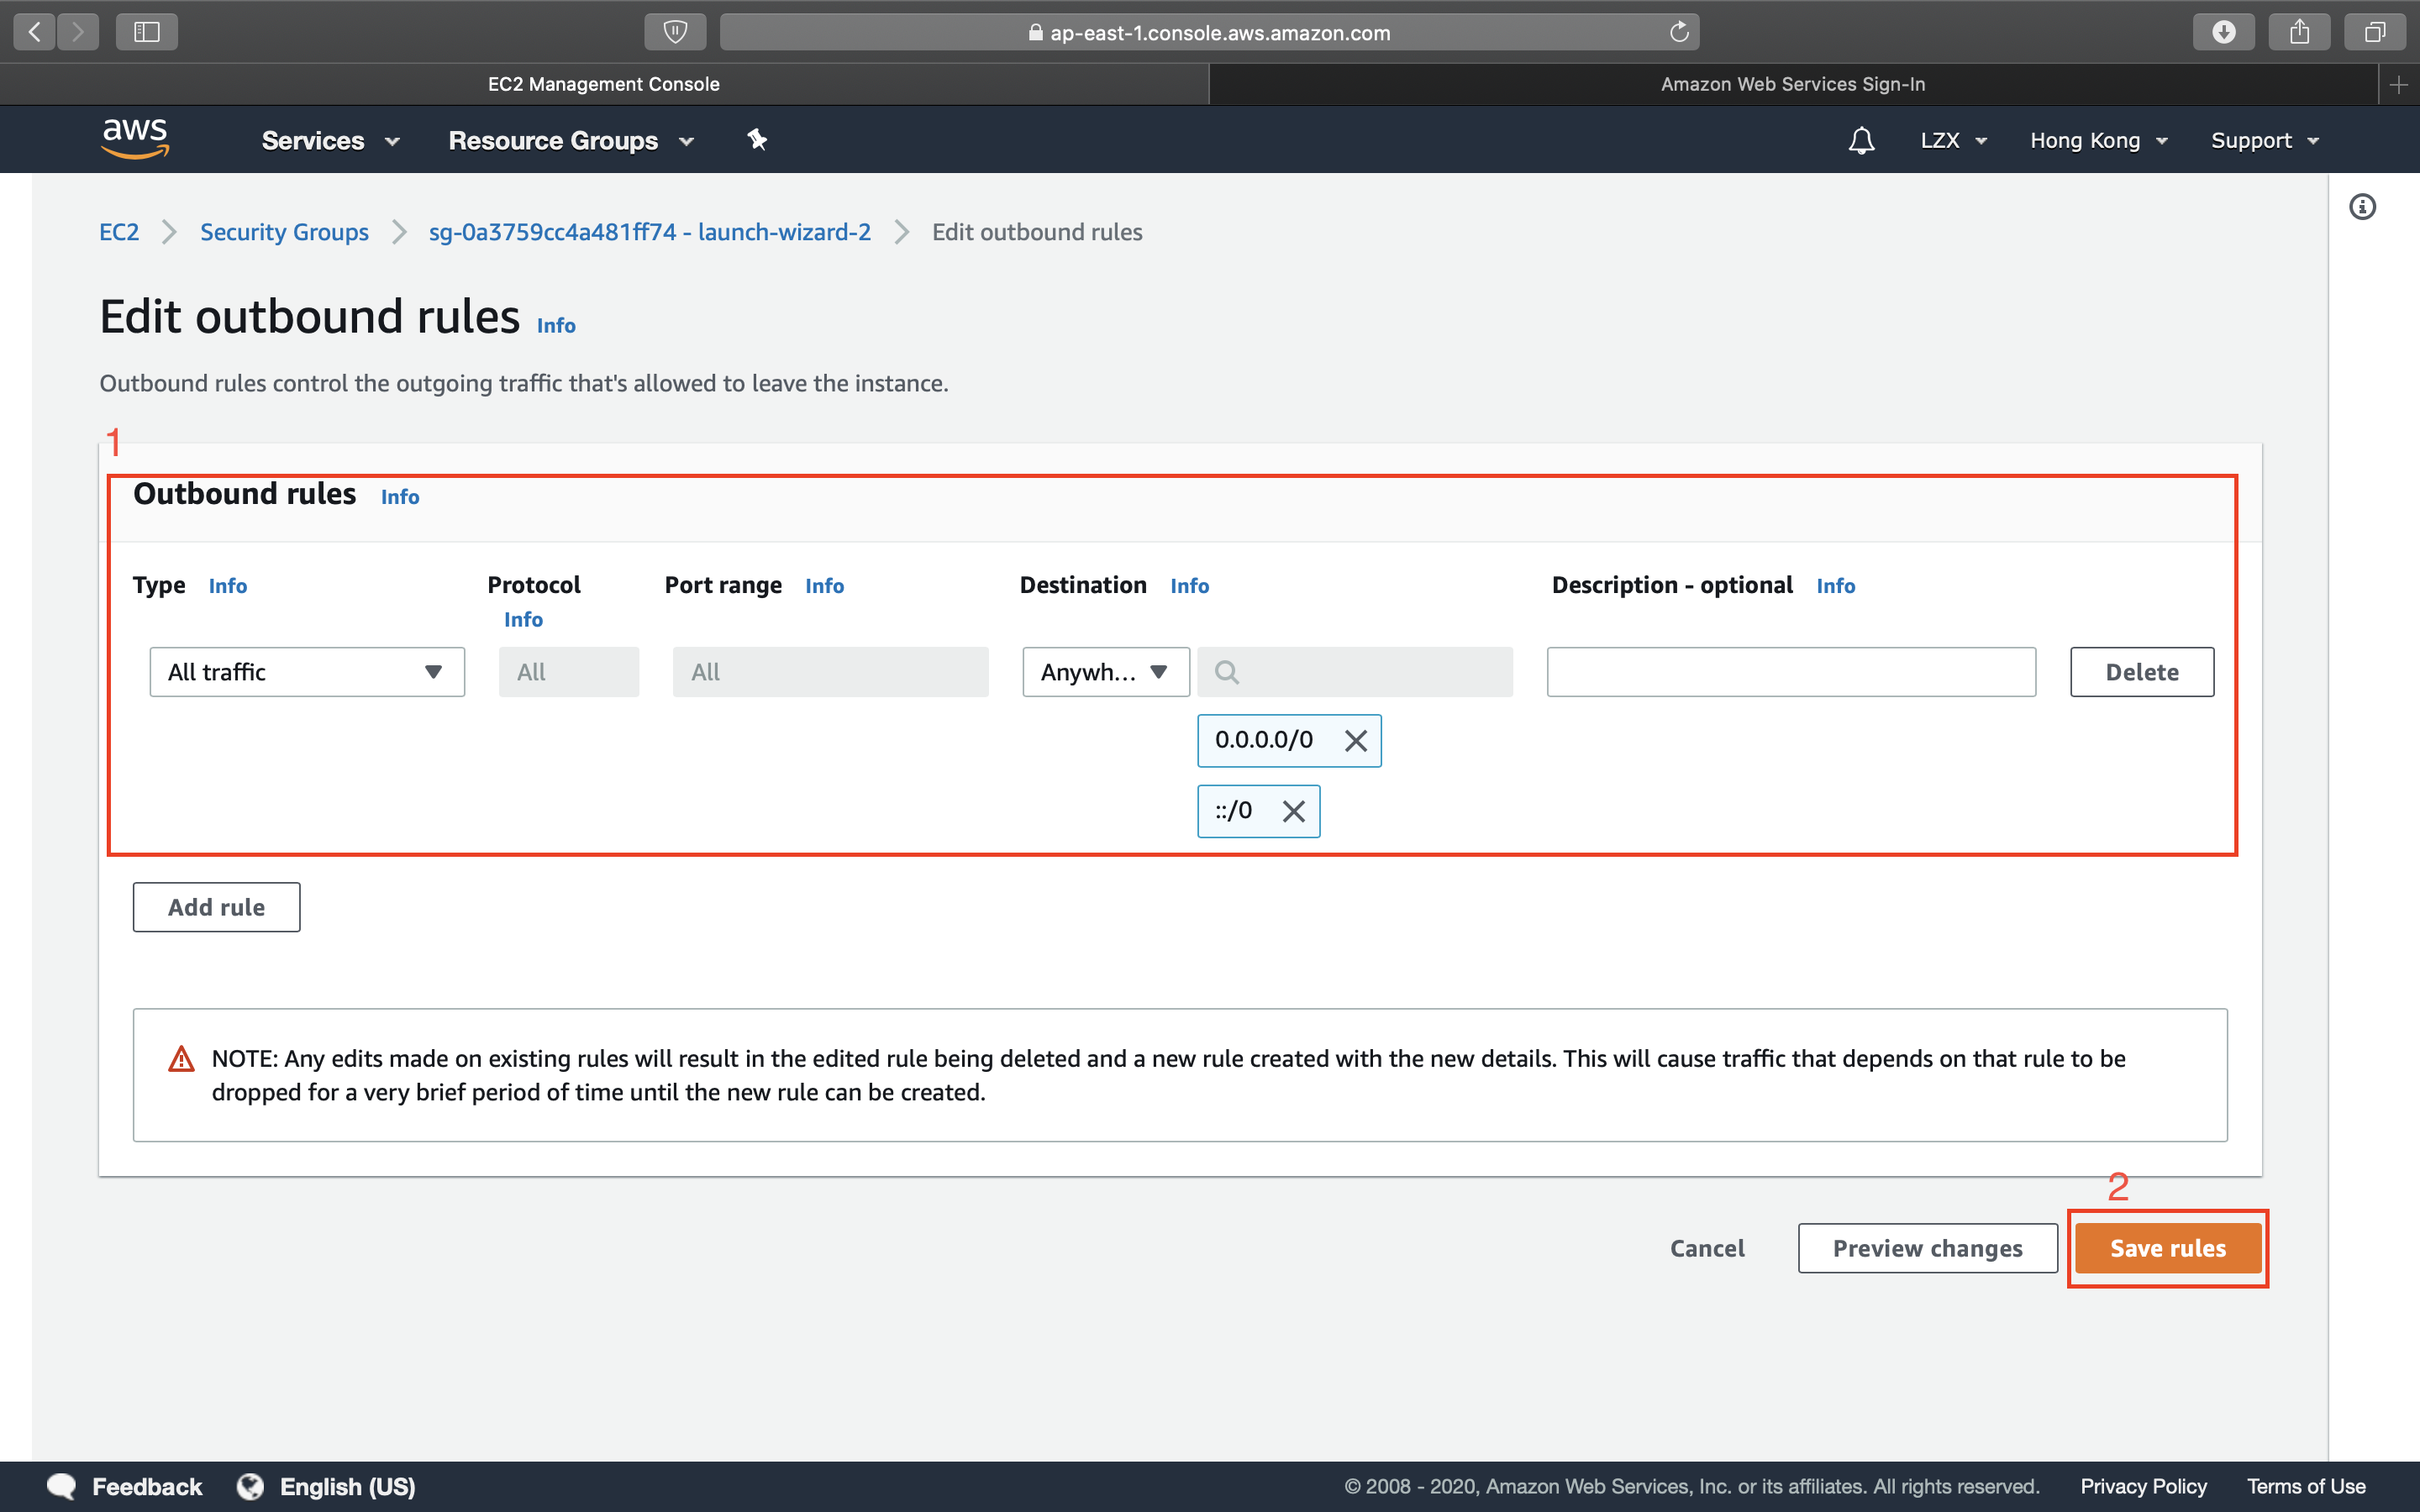 ap-east-1.console.aws.amazon.com
EC2 Management Console
Amazon Web Services Sign-In
aws
Services
Resource Groups
LZX
Hong Kong
Support
EC2
Security Groups
sg-0a3759cc4a481ff74 - launch-wizard-2
Edit outbound rules
Edit outbound rules Info
Outbound rules control the outgoing traffic that's allowed to leave the instance.
1
Outbound rules Info
Type Info
Protocol Info
Port range Info
Destination Info
Description - optional Info
All traffic
All
All
Anywh...
Delete
0.0.0.0/0
::/0
Add rule
NOTE: Any edits made on existing rules will result in the edited rule being deleted and a new rule created with the new details. This will cause traffic that depends on that rule to be
dropped for a very brief period of time until the new rule can be created.
2
Cancel
Preview changes
Save rules
Feedback
English (US)
© 2008 - 2020, Amazon Web Services, Inc. or its affiliates. All rights reserved.
Privacy Policy
Terms of Use